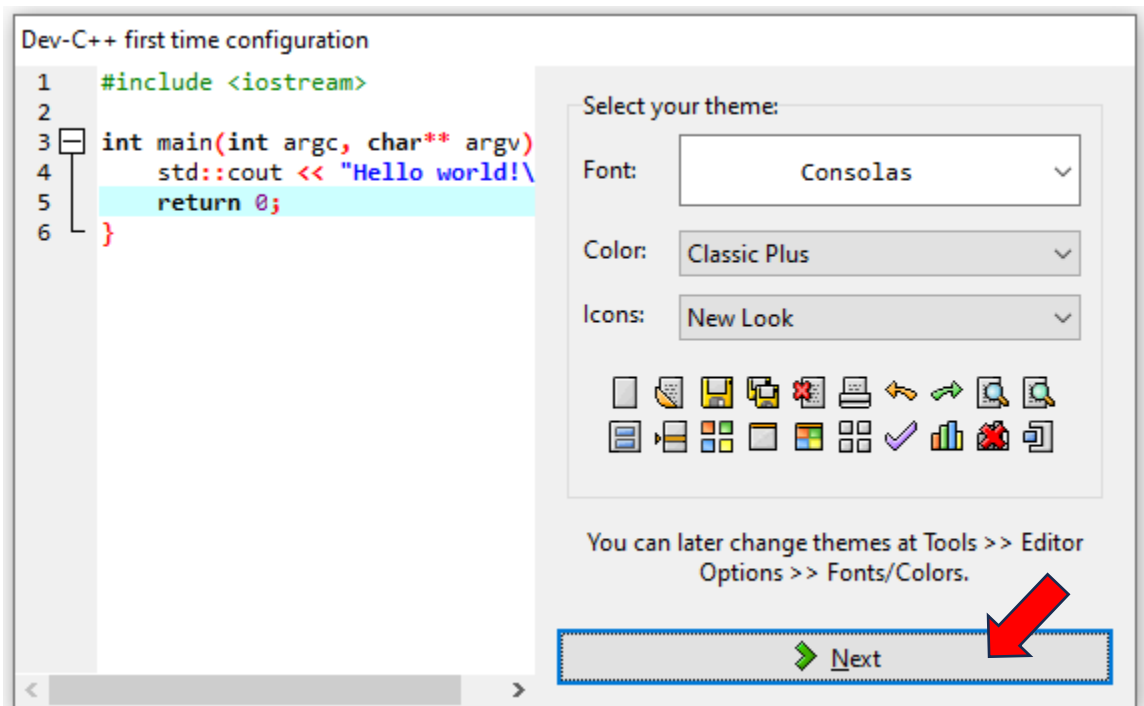 Dev-C++ first time configuration
1 #include <iostream>
2
3 int main(int argc, char** argv)
4 std::cout << "Hello world!\
5 return 0;
6 }
Select your theme:
Font: Consolas
Color: Classic Plus
Icons: New Look
You can later change themes at Tools >> Editor
Options >> Fonts/Colors.
Next